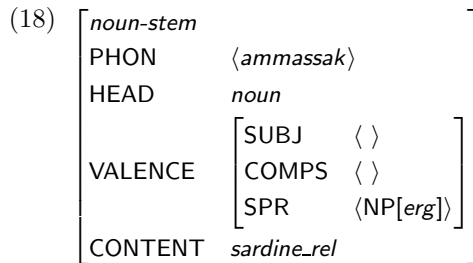 (18) noun-stem
PHON ⟨ammassak⟩
HEAD noun
SUBJ ⟨ ⟩
VALENCE COMPS ⟨ ⟩
SPR ⟨NP[erg]⟩
CONTENT sardine_rel